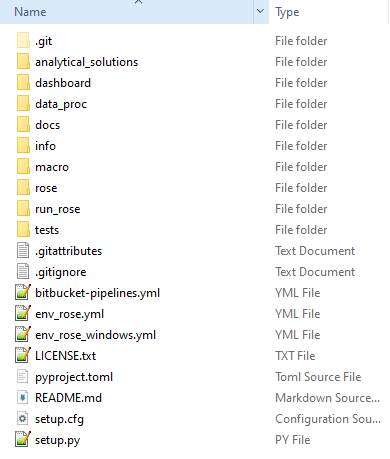 Name Type
.git File folder
analytical_solutions File folder
dashboard File folder
data_proc File folder
docs File folder
info File folder
macro File folder
rose File folder
run_rose File folder
tests File folder
.gitattributes Text Document
.gitignore Text Document
bitbucket-pipelines.yml YML File
env_rose.yml YML File
env_rose_windows.yml YML File
LICENSE.txt TXT File
pyproject.toml Toml Source File
README.md Markdown Source...
setup.cfg Configuration Sou...
setup.py PY File